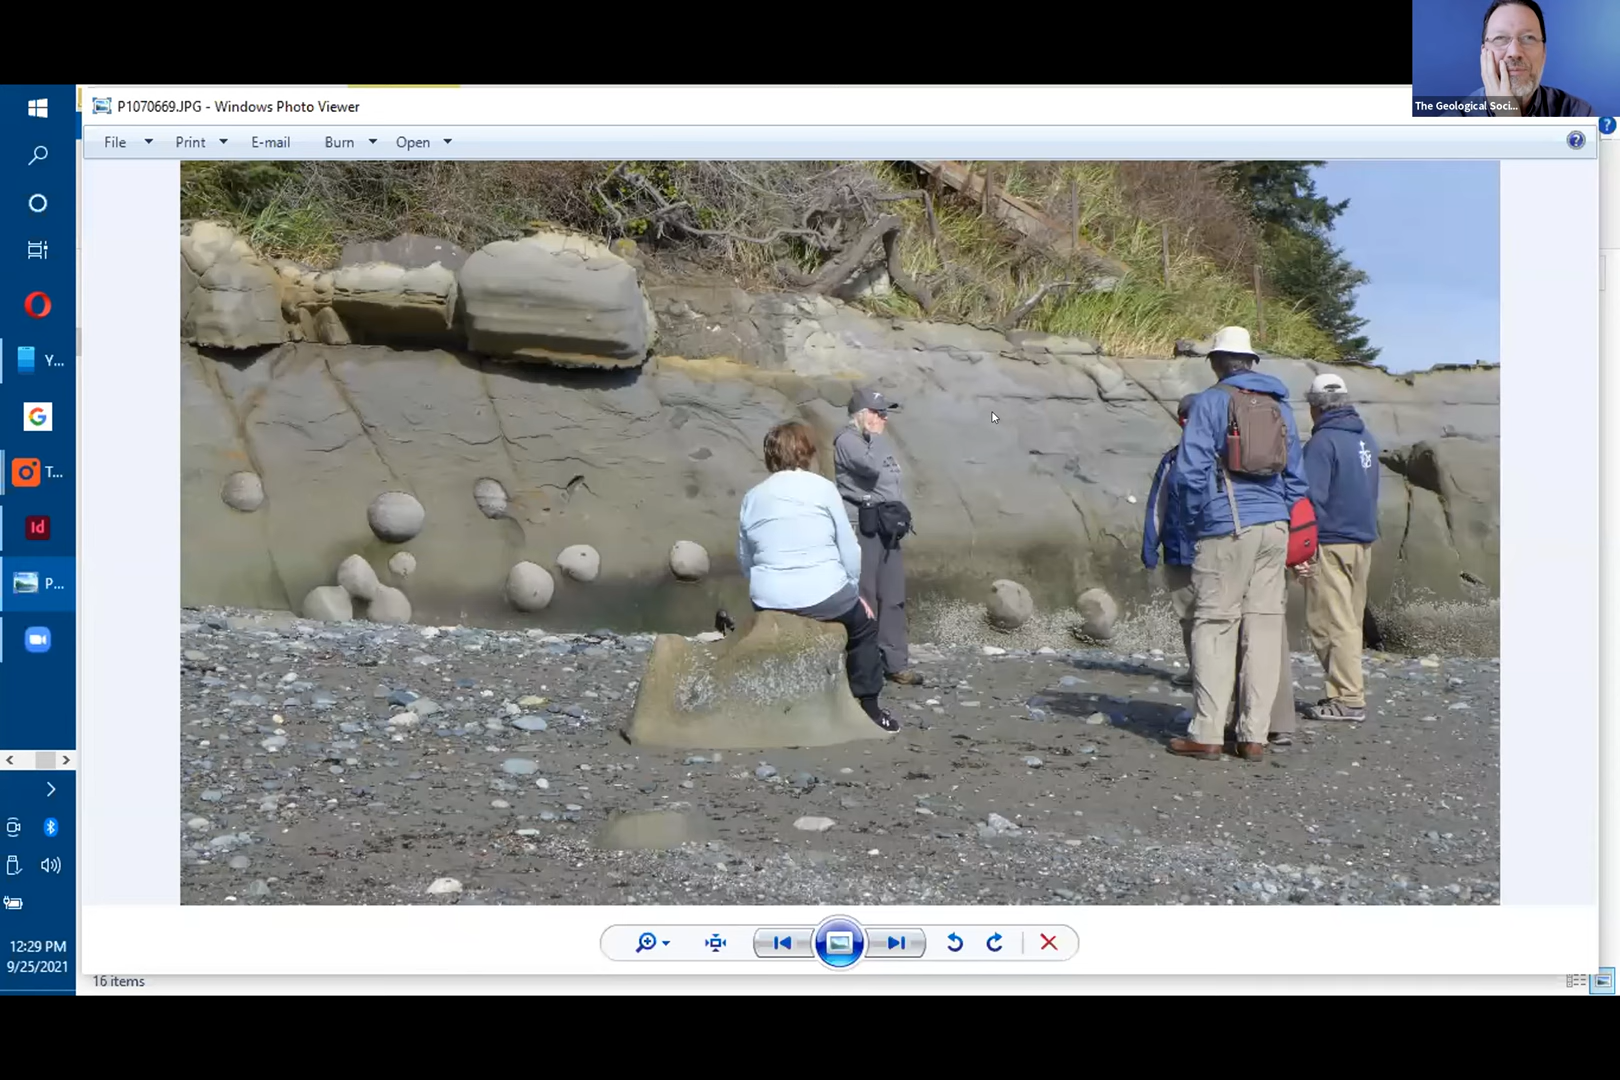 The Geological Soci...
P1070669.JPG - Windows Photo Viewer
File Print E-mail Burn Open
Y...
T...
Id
P...
12:29 PM
9/25/2021
16 items